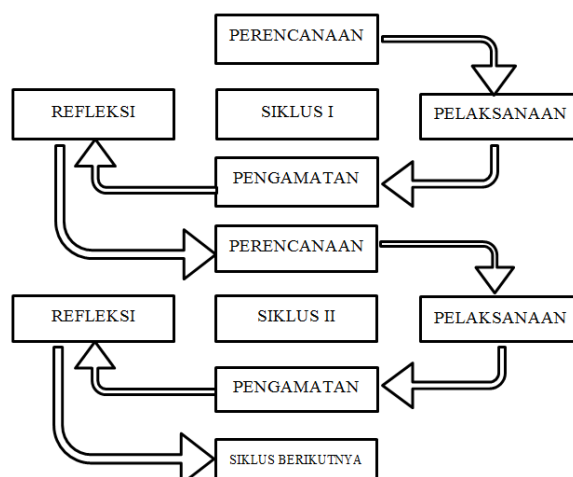 PERENCANAAN
REFLEKSI
SIKLUS I
PELAKSANAAN
PENGAMATAN
PERENCANAAN
REFLEKSI
SIKLUS II
PELAKSANAAN
PENGAMATAN
SIKLUS BERIKUTNYA